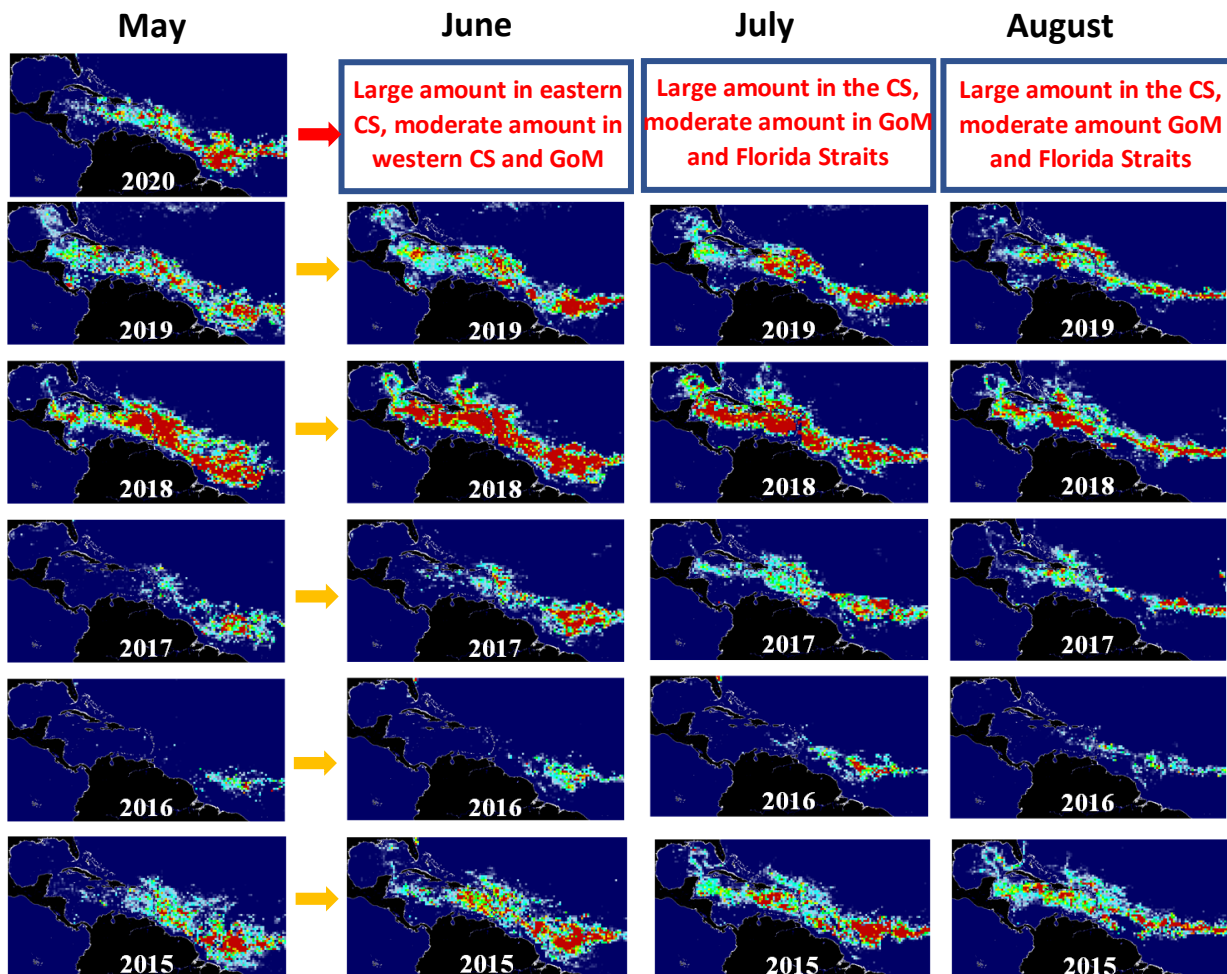 May
June
July
August
Large amount in eastern
CS, moderate amount in
western CS and GoM
Large amount in the CS,
moderate amount in GoM
and Florida Straits
Large amount in the CS,
moderate amount GoM
and Florida Straits
2020
2019
2019
2019
2019
2018
2018
2018
2018
2017
2017
2017
2017
2016
2016
2016
2016
2015
2015
2015
2015